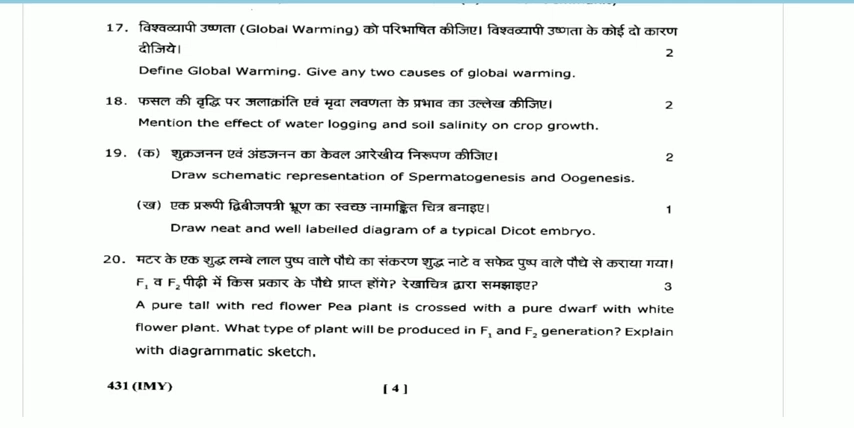 17. विश्वव्यापी उष्णता (Global Warming) को परिभाषित कीजिए। विश्वव्यापी उष्णता के कोई दो कारण
दीजिये। 2
Define Global Warming. Give any two causes of global warming.
18. फसल की वृद्धि पर जलाक्रांति एवं मृदा लवणता के प्रभाव का उल्लेख कीजिए। 2
Mention the effect of water logging and soil salinity on crop growth.
19. (क) शुक्रजनन एवं अंडजनन का केवल आरेखीय निरूपण कीजिए। 2
Draw schematic representation of Spermatogenesis and Oogenesis.
(ख) एक प्ररूपी द्विबीजपत्री भ्रूण का स्वच्छ नामाङ्कित चित्र बनाइए। 1
Draw neat and well labelled diagram of a typical Dicot embryo.
20. मटर के एक शुद्ध लम्बे लाल पुष्प वाले पौधे का संकरण शुद्ध नाटे व सफेद पुष्प वाले पौधे से कराया गया।
F₁ व F₂ पीढ़ी में किस प्रकार के पौधे प्राप्त होंगे? रेखाचित्र द्वारा समझाइए? 3
A pure tall with red flower Pea plant is crossed with a pure dwarf with white
flower plant. What type of plant will be produced in F₁ and F₂ generation? Explain
with diagrammatic sketch.
431 (IMY) [ 4 ]